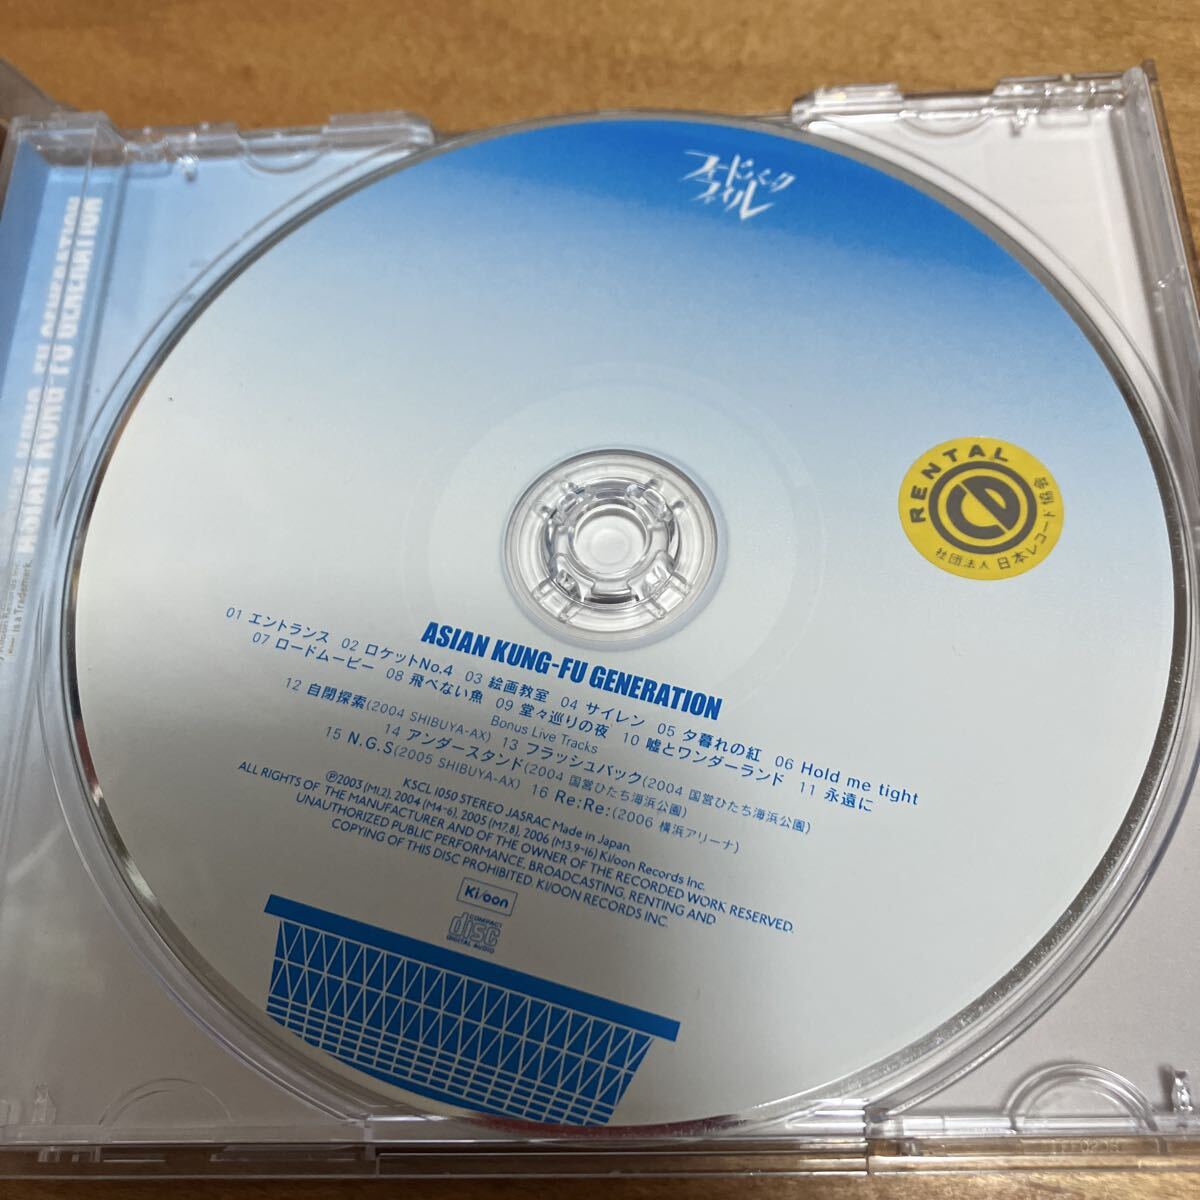 フィードバック
ファイル
RENTAL
CD
社団法人 日本レコード協会
ASIAN KUNG-FU GENERATION
01 エントランス 02 ロケットNo.4 03 絵画教室 04 サイレン 05 夕暮れの紅 06 Hold me tight
07 ロードムービー 08 飛べない魚 09 堂々巡りの夜 10 嘘とワンダーランド 11 永遠に
Bonus Live Tracks
12 自閉探索(2004 SHIBUYA-AX) 13 フラッシュバック(2004 国営ひたち海浜公園)
14 アンダースタンド(2004 国営ひたち海浜公園)
15 N.G.S(2005 SHIBUYA-AX) 16 Re:Re:(2006 横浜アリーナ)
KSCL 1050 STEREO JASRAC Made in Japan.
℗2003 (M1,2), 2004 (M4~6), 2005 (M7,8), 2006 (M3,9~16) Ki/oon Records Inc.
ALL RIGHTS OF THE MANUFACTURER AND OF THE OWNER OF THE RECORDED WORK RESERVED.
UNAUTHORIZED PUBLIC PERFORMANCE, BROADCASTING, RENTING AND
COPYING OF THIS DISC PROHIBITED. KI/OON RECORDS INC.
Ki/oon
COMPACT
disc
DIGITAL AUDIO
ASIAN KUNG-FU GENERATION
is a Trademark.